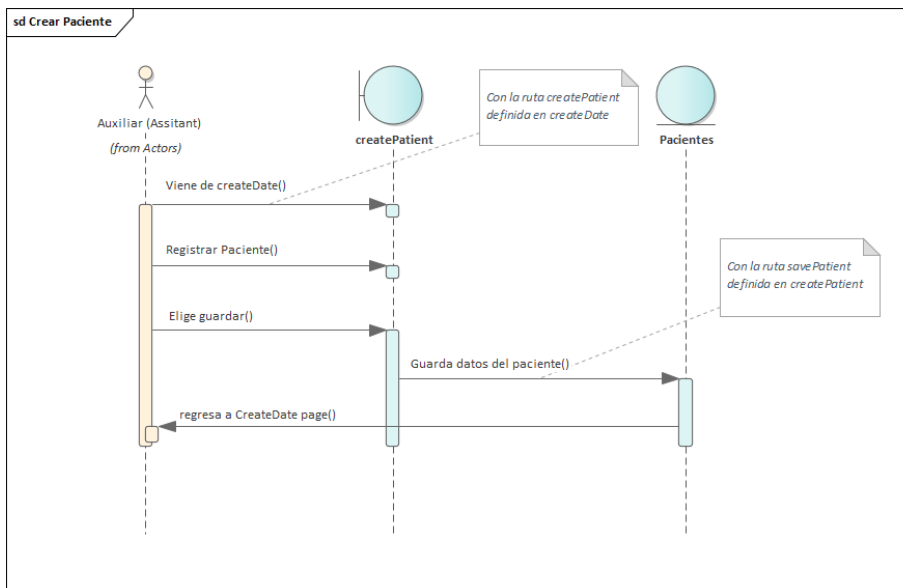 sd Crear Paciente
Auxiliar (Assitant)
(from Actors)
createPatient
Con la ruta createPatient
definida en createDate
Pacientes
Viene de createDate()
Registrar Paciente()
Con la ruta savePatient
definida en createPatient
Elige guardar()
Guarda datos del paciente()
regresa a CreateDate page()